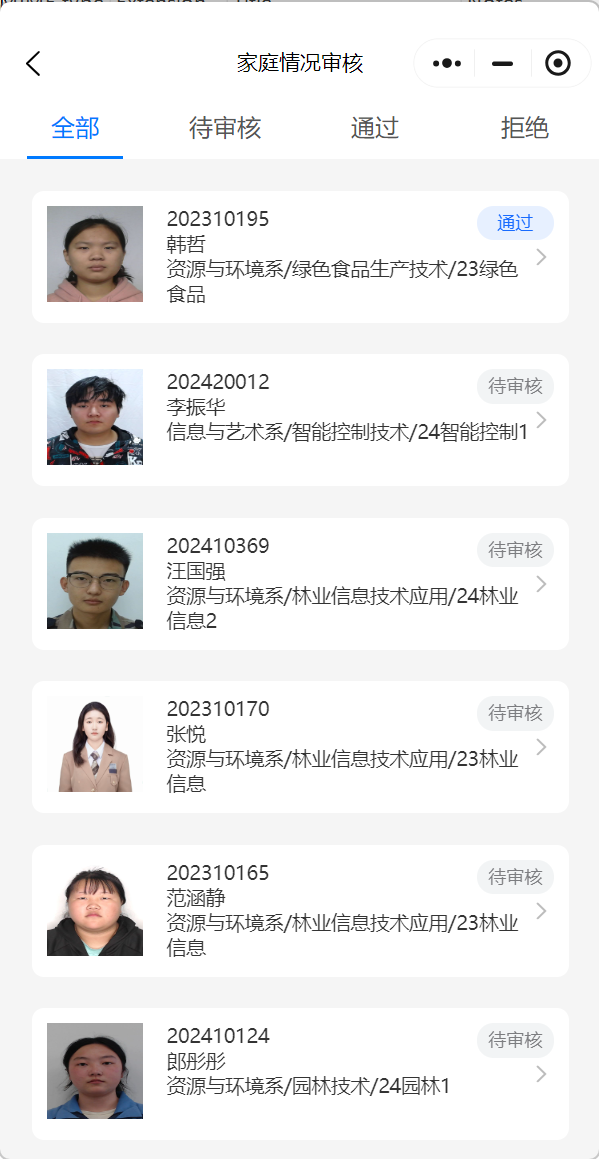 家庭情况审核
全部 待审核 通过 拒绝
202310195
通过
韩哲
资源与环境系/绿色食品生产技术/23绿色
食品
202420012
待审核
李振华
信息与艺术系/智能控制技术/24智能控制1
202410369
待审核
汪国强
资源与环境系/林业信息技术应用/24林业
信息2
202310170
待审核
张悦
资源与环境系/林业信息技术应用/23林业
信息
202310165
待审核
范涵静
资源与环境系/林业信息技术应用/23林业
信息
202410124
待审核
郎彤彤
资源与环境系/园林技术/24园林1